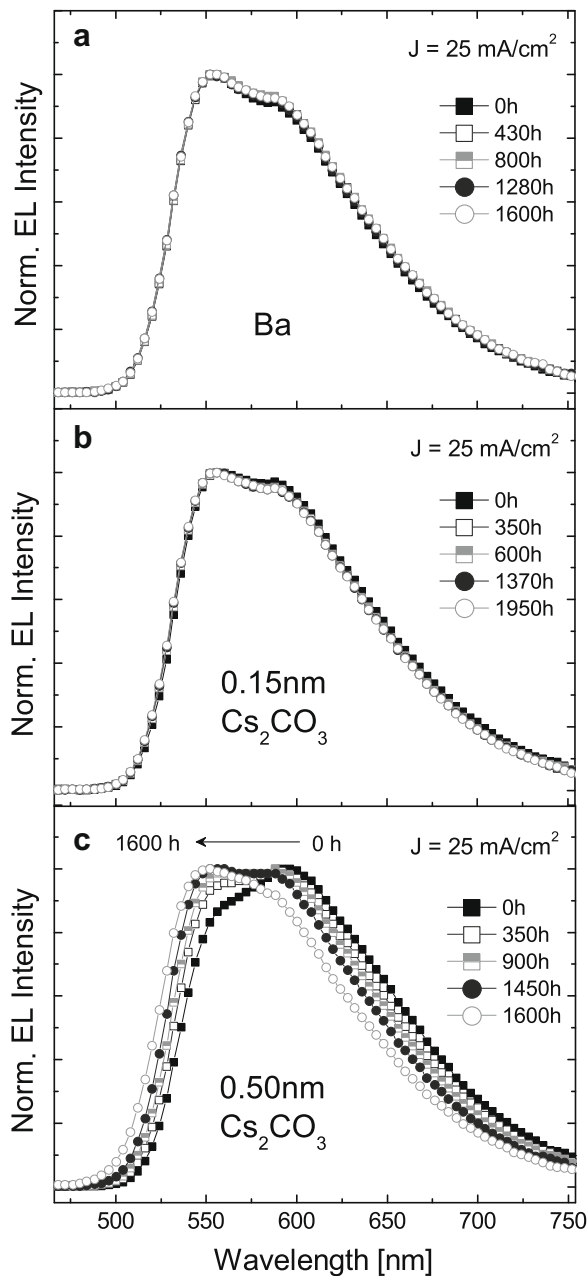 a
J = 25 mA/cm²
0h
430h
800h
1280h
1600h
Ba
Norm. EL Intensity
b
J = 25 mA/cm²
0h
350h
600h
1370h
1950h
0.15nm
Cs₂CO₃
Norm. EL Intensity
c
1600 h
0 h
J = 25 mA/cm²
0h
350h
900h
1450h
1600h
0.50nm
Cs₂CO₃
Norm. EL Intensity
500 550 600 650 700 750
Wavelength [nm]